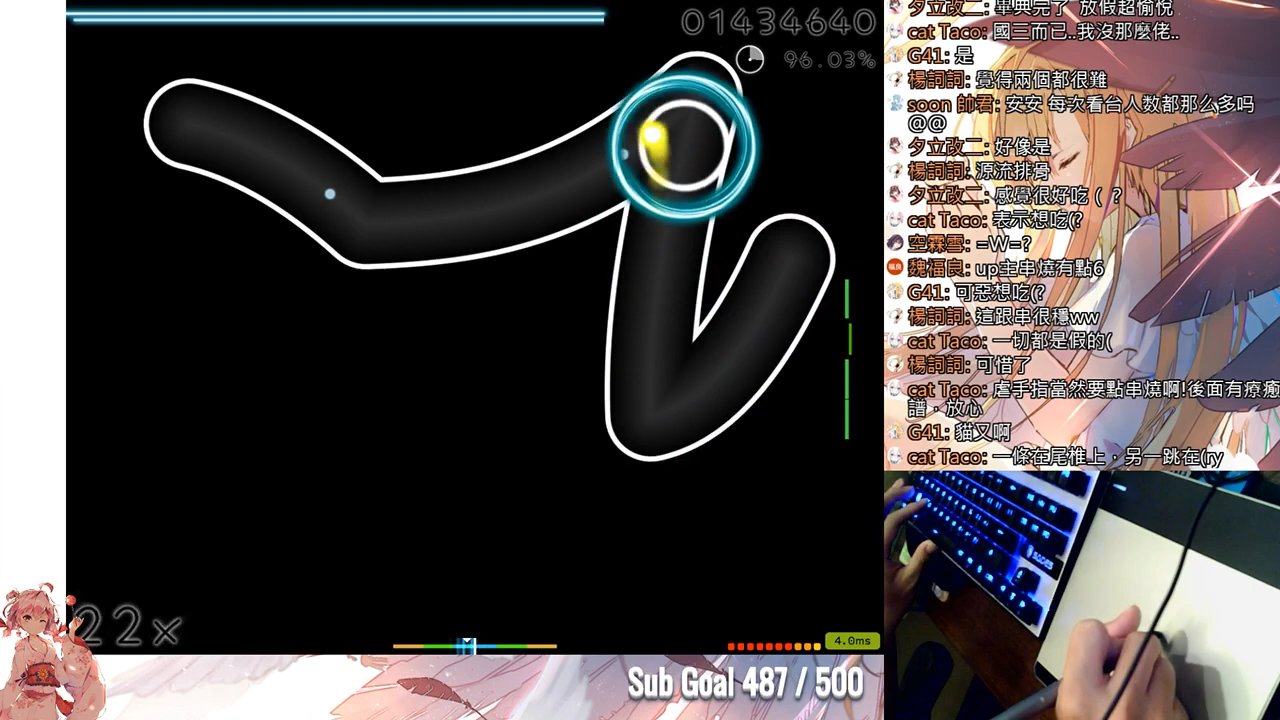 01434640
96.03%
夕立改二: 畢典完了 放假超愉悅
cat Taco: 國三而已..我沒那麼佬..
G41: 是
楊詞詞: 覺得兩個都很難
soon 帥君: 安安 每次看台人数都那么多吗
@@
夕立改二: 好像是
楊詞詞: 源流排骨
夕立改二: 感覺很好吃 ( ?
cat Taco: 表示想吃(?
空霖雪: =W=?
魏福良: up主串燒有點6
G41: 可惡想吃(?
楊詞詞: 這跟串很穩ww
cat Taco: 一切都是假的(
楊詞詞: 可惜了
cat Taco: 虐手指當然要點串燒啊!後面有療癒
譜，放心
G41: 貓又啊
cat Taco: 一條在尾椎上，另一跳在(ry
22x
4.0ms
Sub Goal 487 / 500